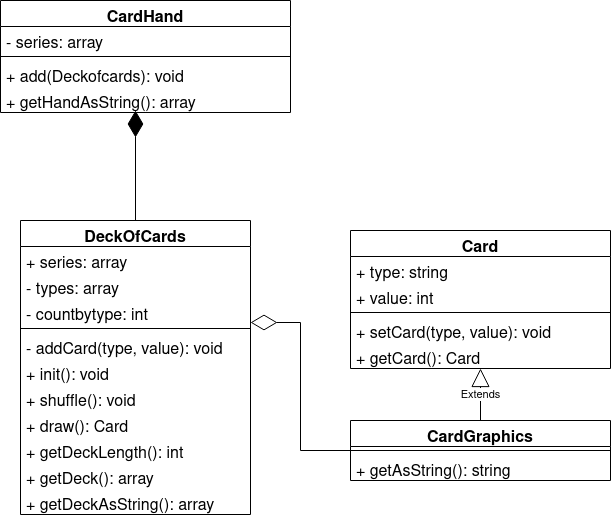 CardHand
- series: array
+ add(Deckofcards): void
+ getHandAsString(): array
DeckOfCards
+ series: array
- types: array
- countbytype: int
- addCard(type, value): void
+ init(): void
+ shuffle(): void
+ draw(): Card
+ getDeckLength(): int
+ getDeck(): array
+ getDeckAsString(): array
Card
+ type: string
+ value: int
+ setCard(type, value): void
+ getCard(): Card
Extends
CardGraphics
+ getAsString(): string